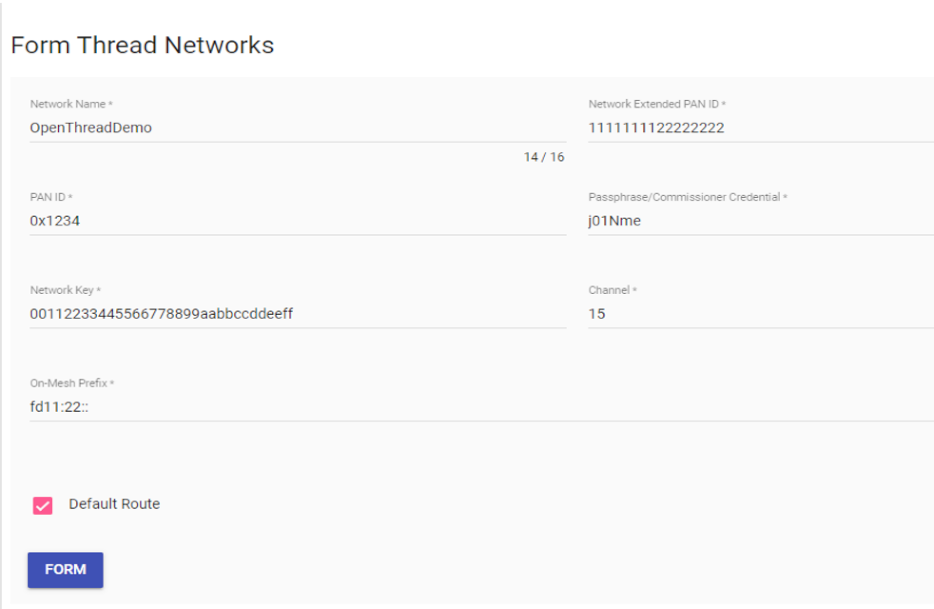 Form Thread Networks
Network Name *
Network Extended PAN ID *
OpenThreadDemo
1111111122222222
14 / 16
PAN ID *
Passphrase/Commissioner Credential *
0x1234
j01Nme
Network Key *
Channel *
00112233445566778899aabbccddeeff
15
On-Mesh Prefix *
fd11:22::
Default Route
FORM